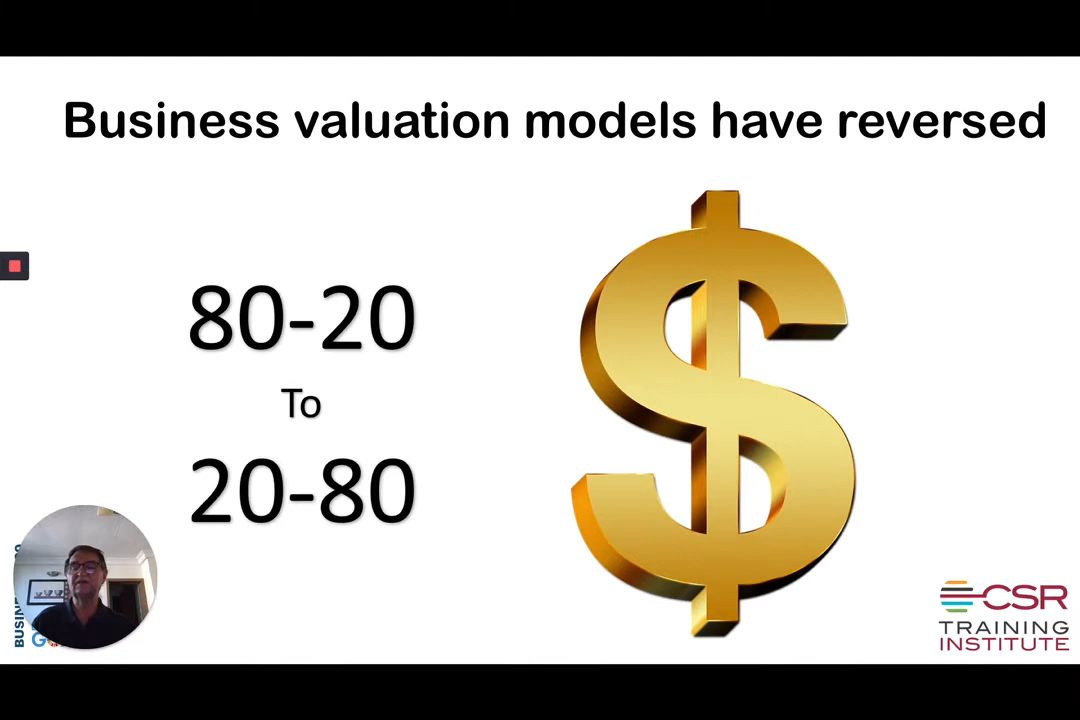 Business valuation models have reversed
80-20
To
20-80
CSR
TRAINING
INSTITUTE